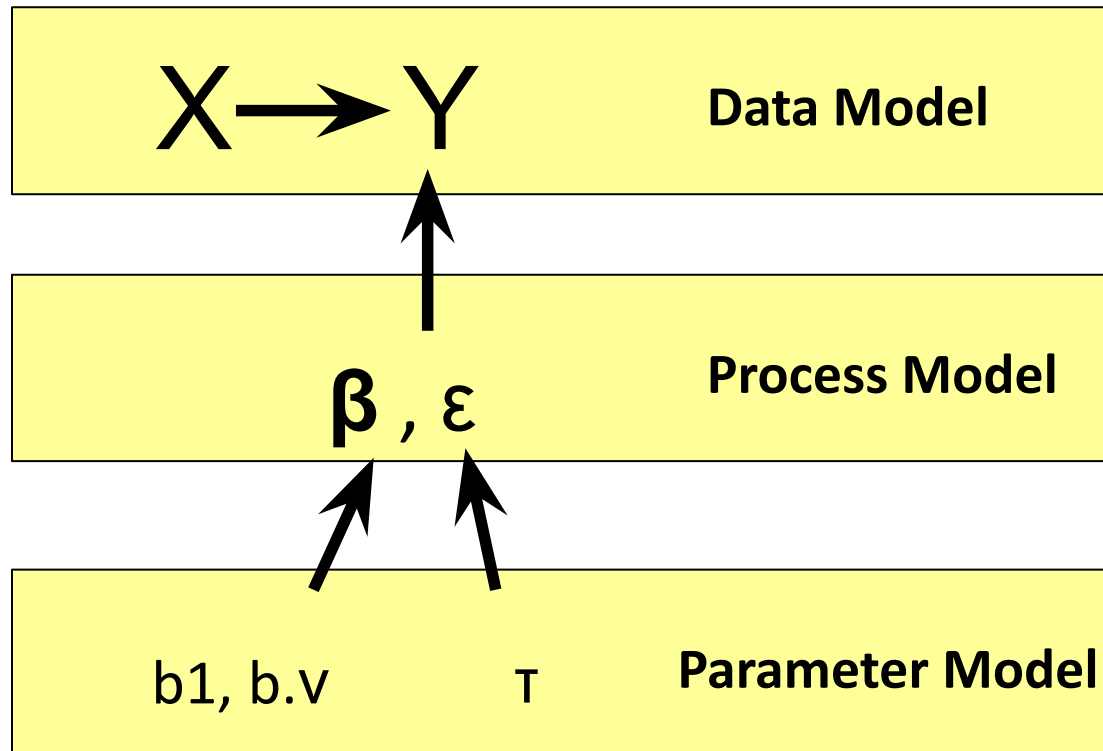 X Y Data Model
β , ε Process Model
b1, b.v τ Parameter Model